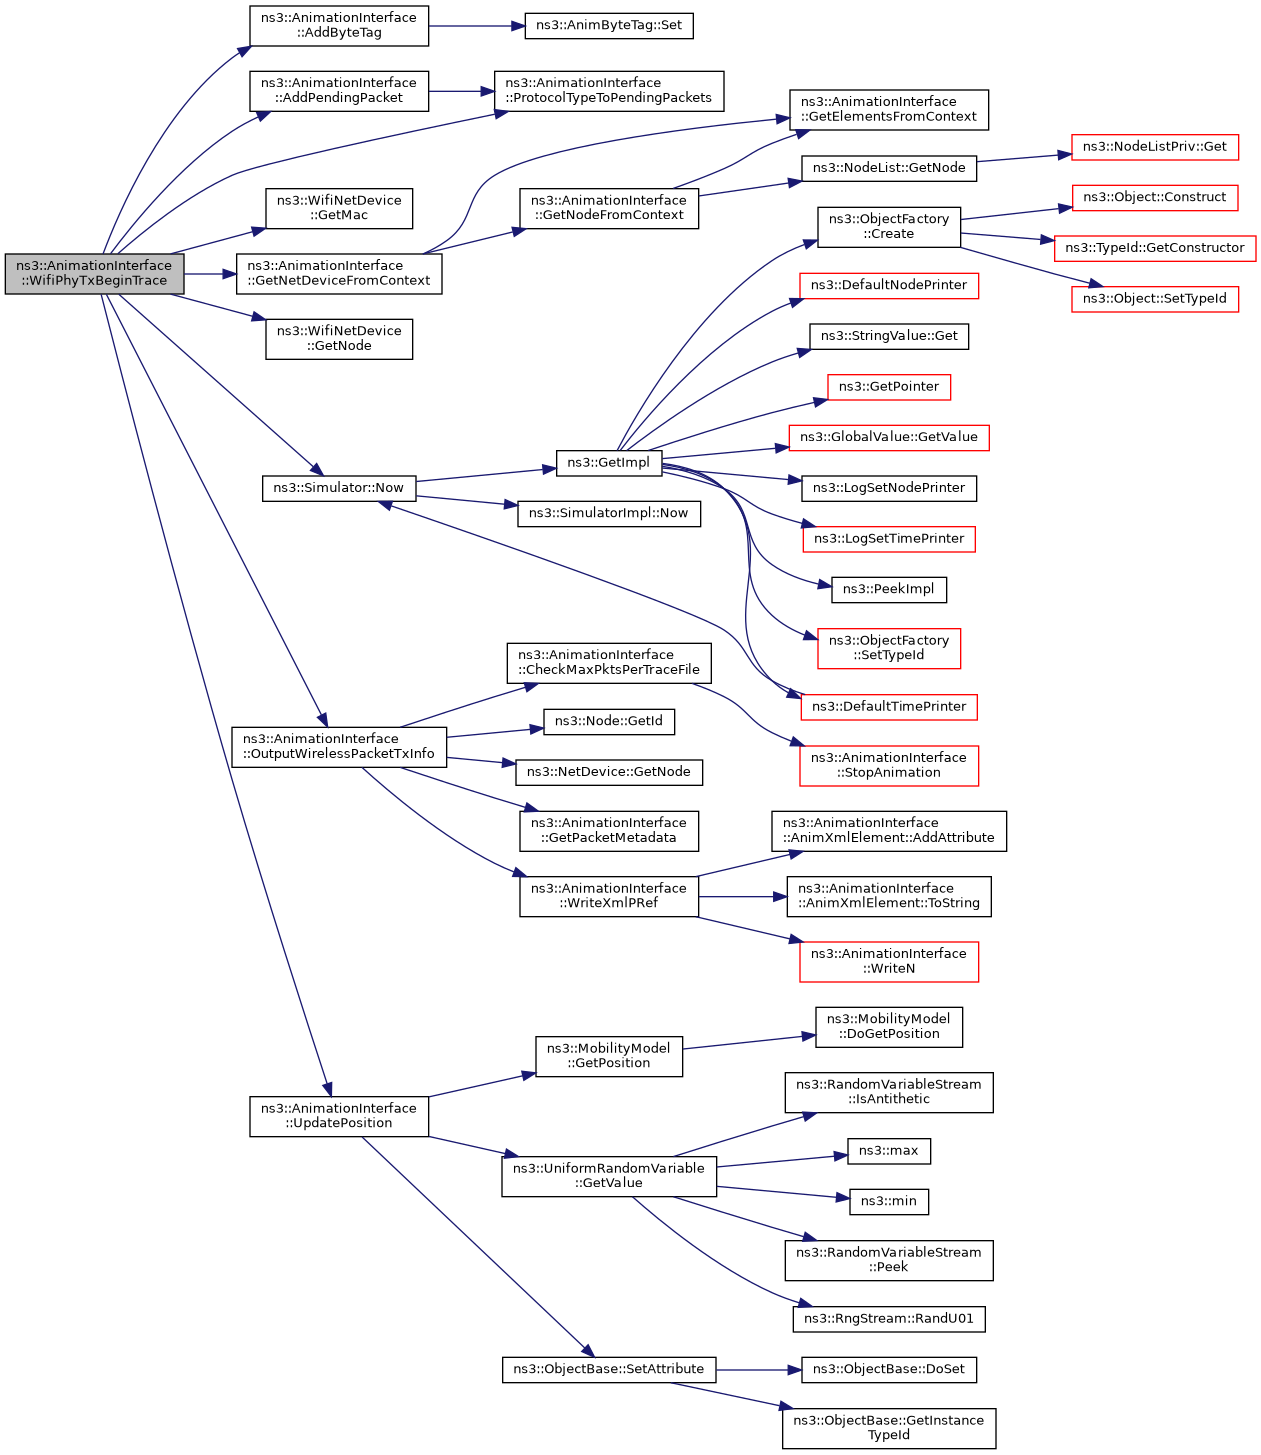 ns3::AnimationInterface
::WifiPhyTxBeginTrace
ns3::AnimationInterface
::AddByteTag
ns3::AnimByteTag::Set
ns3::AnimationInterface
::AddPendingPacket
ns3::AnimationInterface
::ProtocolTypeToPendingPackets
ns3::WifiNetDevice
::GetMac
ns3::AnimationInterface
::GetNetDeviceFromContext
ns3::WifiNetDevice
::GetNode
ns3::AnimationInterface
::GetNodeFromContext
ns3::AnimationInterface
::GetElementsFromContext
ns3::NodeList::GetNode
ns3::NodeListPriv::Get
ns3::Simulator::Now
ns3::GetImpl
ns3::SimulatorImpl::Now
ns3::ObjectFactory
::Create
ns3::Object::Construct
ns3::TypeId::GetConstructor
ns3::Object::SetTypeId
ns3::DefaultNodePrinter
ns3::StringValue::Get
ns3::GetPointer
ns3::GlobalValue::GetValue
ns3::LogSetNodePrinter
ns3::LogSetTimePrinter
ns3::PeekImpl
ns3::ObjectFactory
::SetTypeId
ns3::DefaultTimePrinter
ns3::AnimationInterface
::OutputWirelessPacketTxInfo
ns3::AnimationInterface
::CheckMaxPktsPerTraceFile
ns3::Node::GetId
ns3::NetDevice::GetNode
ns3::AnimationInterface
::GetPacketMetadata
ns3::AnimationInterface
::WriteXmlPRef
ns3::AnimationInterface
::StopAnimation
ns3::AnimationInterface
::AnimXmlElement::AddAttribute
ns3::AnimationInterface
::AnimXmlElement::ToString
ns3::AnimationInterface
::WriteN
ns3::AnimationInterface
::UpdatePosition
ns3::MobilityModel
::GetPosition
ns3::MobilityModel
::DoGetPosition
ns3::UniformRandomVariable
::GetValue
ns3::RandomVariableStream
::IsAntithetic
ns3::max
ns3::min
ns3::RandomVariableStream
::Peek
ns3::RngStream::RandU01
ns3::ObjectBase::SetAttribute
ns3::ObjectBase::DoSet
ns3::ObjectBase::GetInstance
TypeId